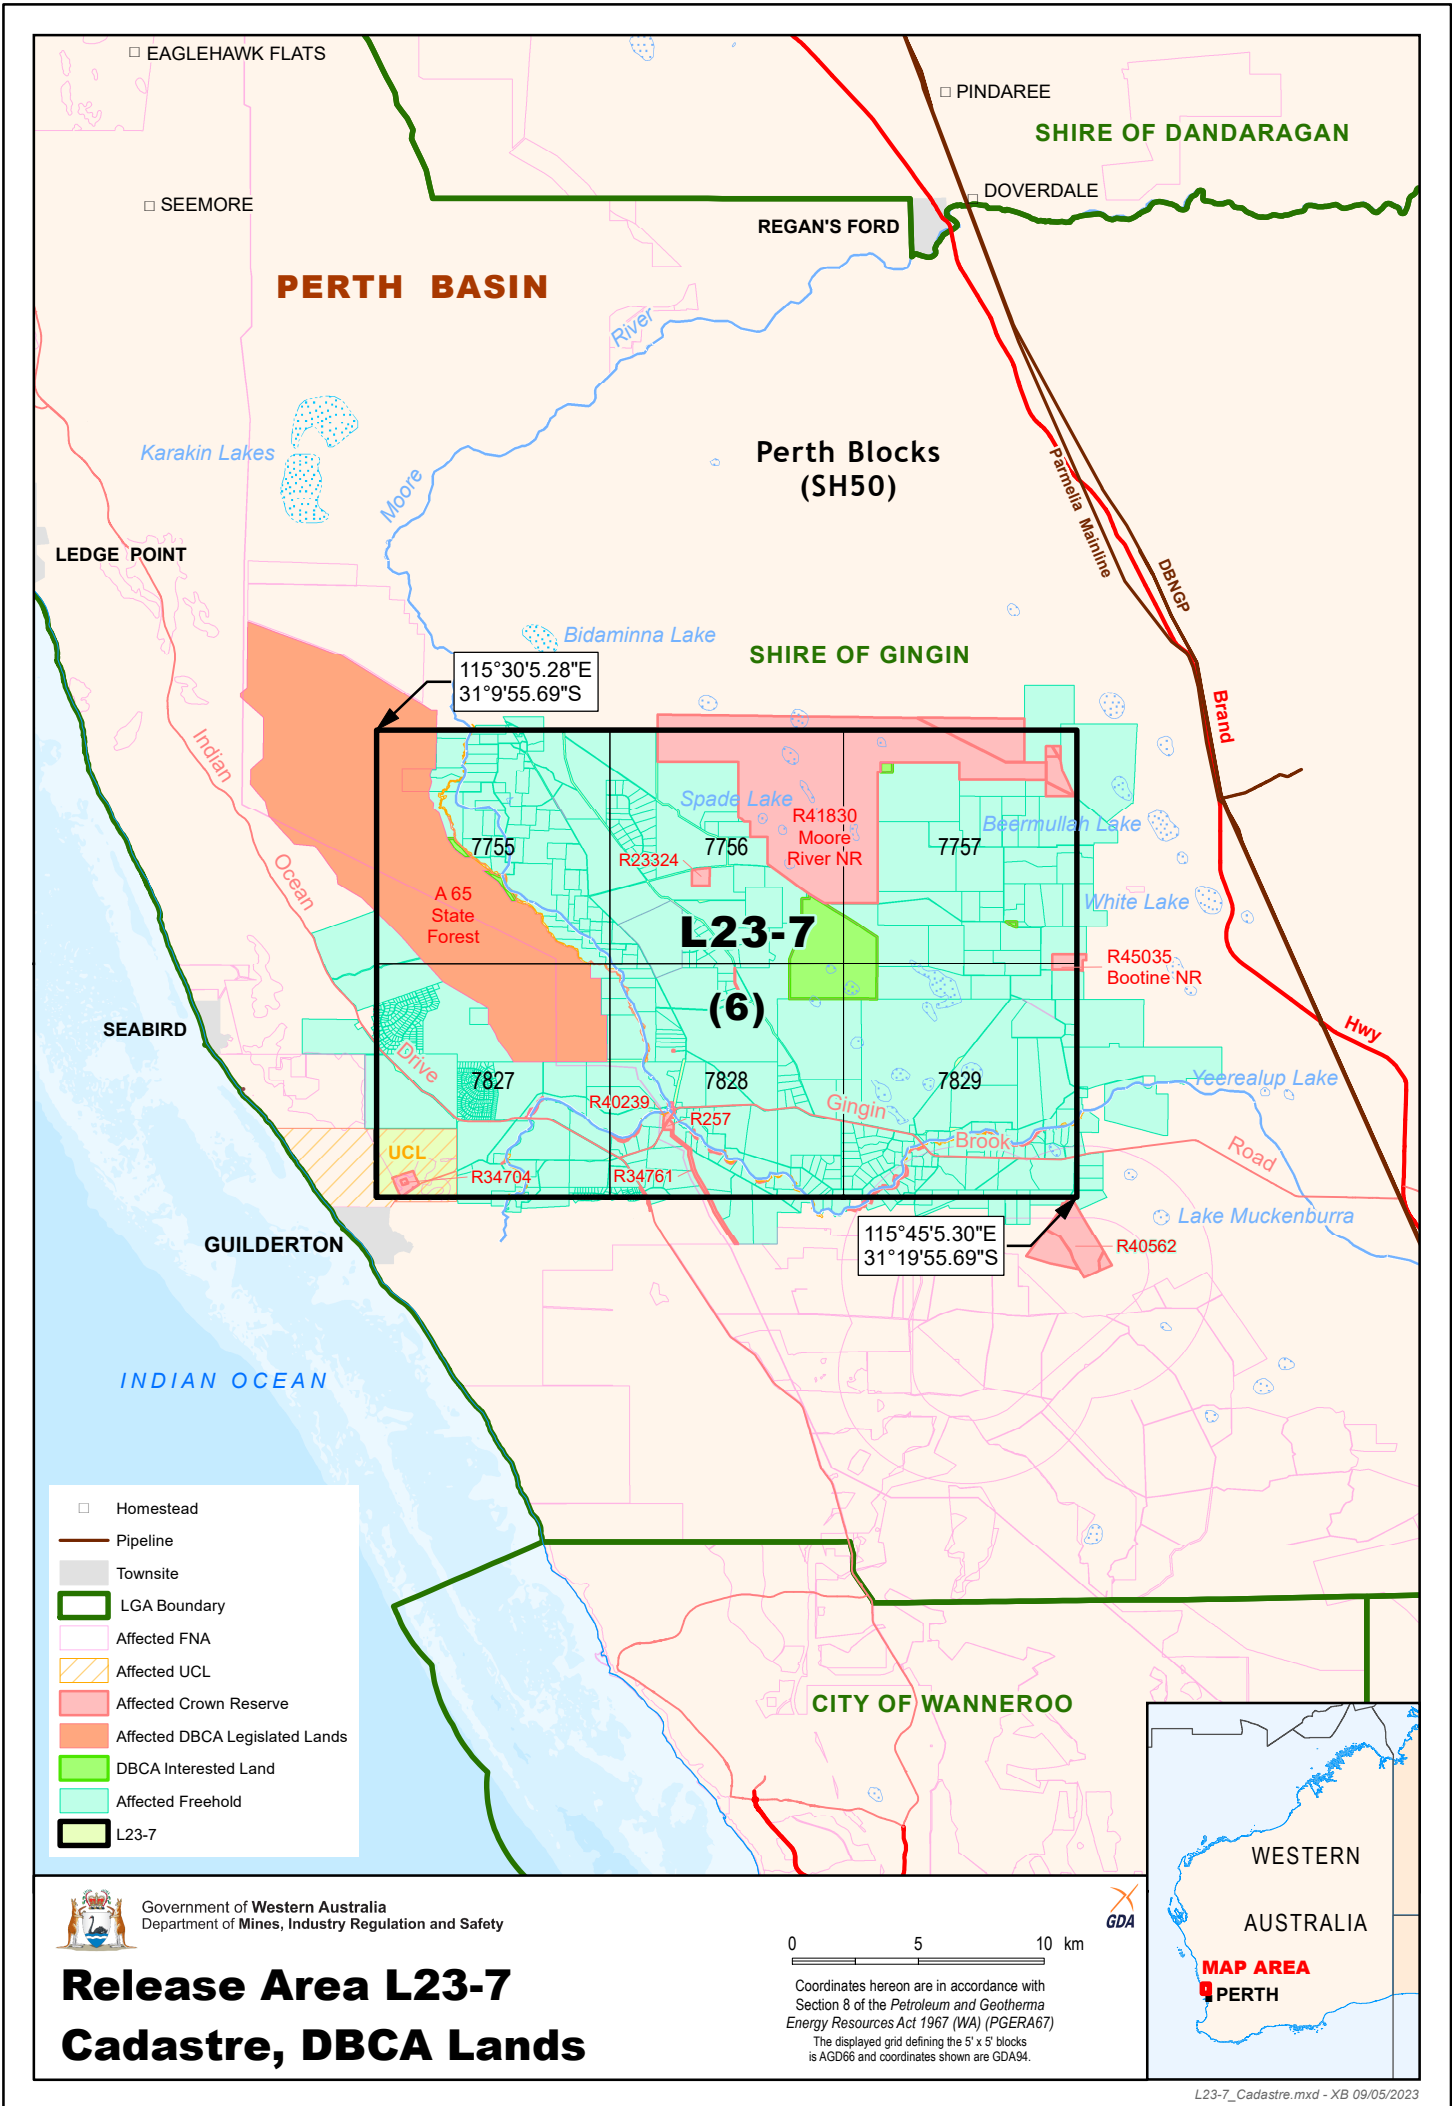 EAGLEHAWK FLATS
PINDAREE
SHIRE OF DANDARAGAN
SEEMORE
DOVERDALE
REGAN'S FORD
PERTH BASIN
River
Karakin Lakes
Moore
Perth Blocks
(SH50)
Parmelia Mainline
DBNGP
LEDGE POINT
Bidaminna Lake
SHIRE OF GINGIN
115°30'5.28"E
31°9'55.69"S
Brand
Indian
Spade Lake
R41830
Moore
River NR
Beermullah Lake
7755
7756
7757
R23324
Ocean
A 65
State
Forest
White Lake
L23-7
R45035
Bootine NR
(6)
SEABIRD
Hwy
Drive
7827
7828
7829
Yeerealup Lake
R40239
R257
Gingin
Brook
Road
UCL
R34704
R34761
Lake Muckenburra
GUILDERTON
115°45'5.30"E
31°19'55.69"S
R40562
INDIAN OCEAN
Homestead
Pipeline
Townsite
LGA Boundary
Affected FNA
Affected UCL
Affected Crown Reserve
Affected DBCA Legislated Lands
DBCA Interested Land
Affected Freehold
L23-7
CITY OF WANNEROO
WESTERN
AUSTRALIA
MAP AREA
PERTH
Government of Western Australia
Department of Mines, Industry Regulation and Safety
Release Area L23-7
Cadastre, DBCA Lands
GDA
0 5 10 km
Coordinates hereon are in accordance with
Section 8 of the Petroleum and Geotherma
Energy Resources Act 1967 (WA) (PGERA67)
The displayed grid defining the 5' x 5' blocks
is AGD66 and coordinates shown are GDA94.
L23-7_Cadastre.mxd - XB 09/05/2023